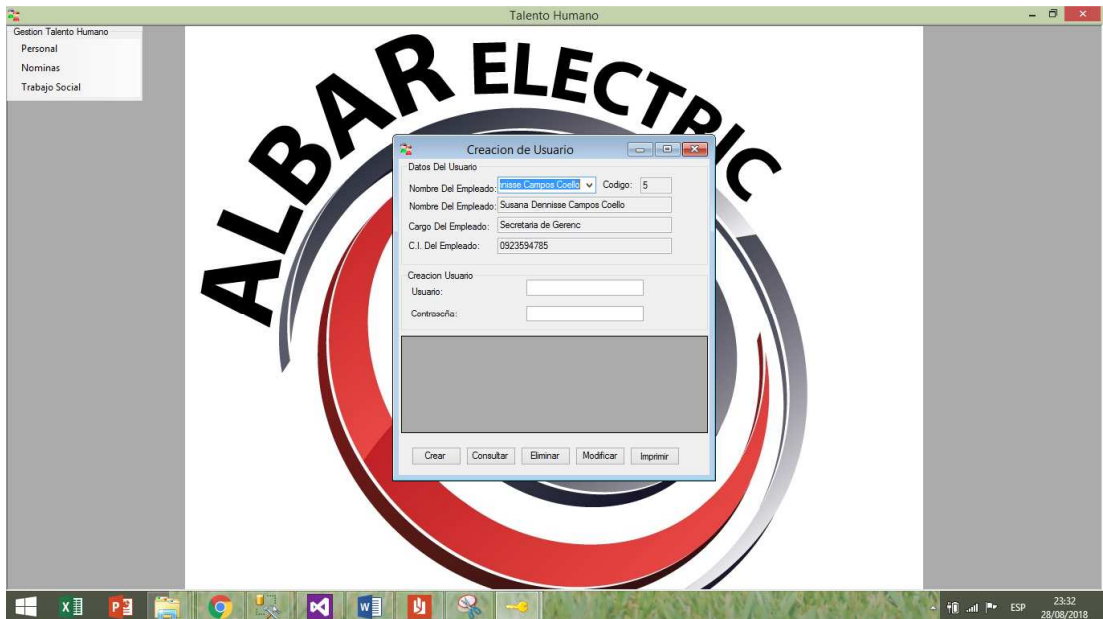 Talento Humano
Gestion Talento Humano
Personal
Nominas
Trabajo Social
ALBAR ELECTRIC
Creacion de Usuario
Datos Del Usuario
Nombre Del Empleado: nisse Campos Coello Codigo: 5
Nombre Del Empleado: Susana Dennisse Campos Coello
Cargo Del Empleado: Secretaria de Gerenc
C.I. Del Empleado: 0923594785
Creacion Usuario
Usuario:
Contraseña:
Crear Consultar Eliminar Modificar Imprimir
ESP 23:32
28/08/2018